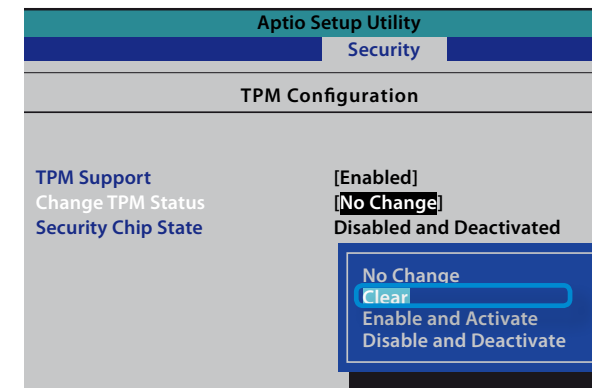 Aptio Setup Utility
Security
TPM Configuration
TPM Support [Enabled]
Change TPM Status [No Change]
Security Chip State Disabled and Deactivated
No Change
Clear
Enable and Activate
Disable and Deactivate